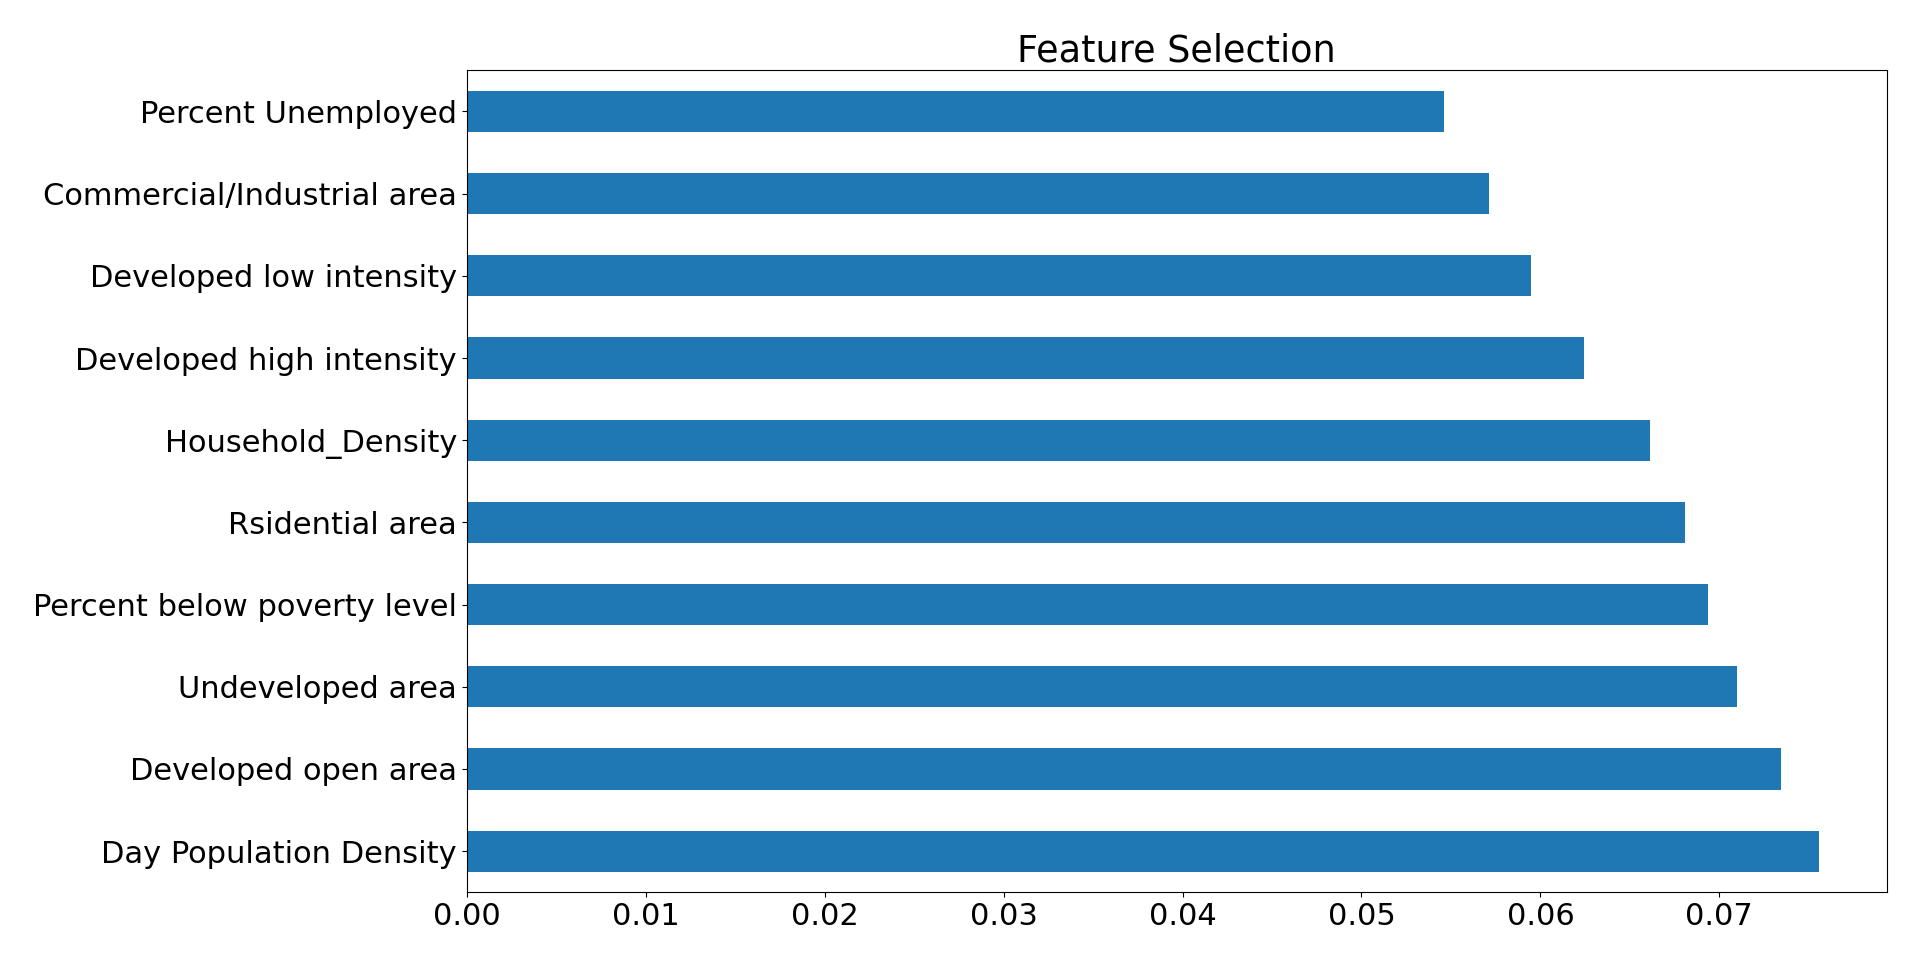 Feature Selection
Percent Unemployed
Commercial/Industrial area
Developed low intensity
Developed high intensity
Household_Density
Rsidential area
Percent below poverty level
Undeveloped area
Developed open area
Day Population Density
0.00 0.01 0.02 0.03 0.04 0.05 0.06 0.07